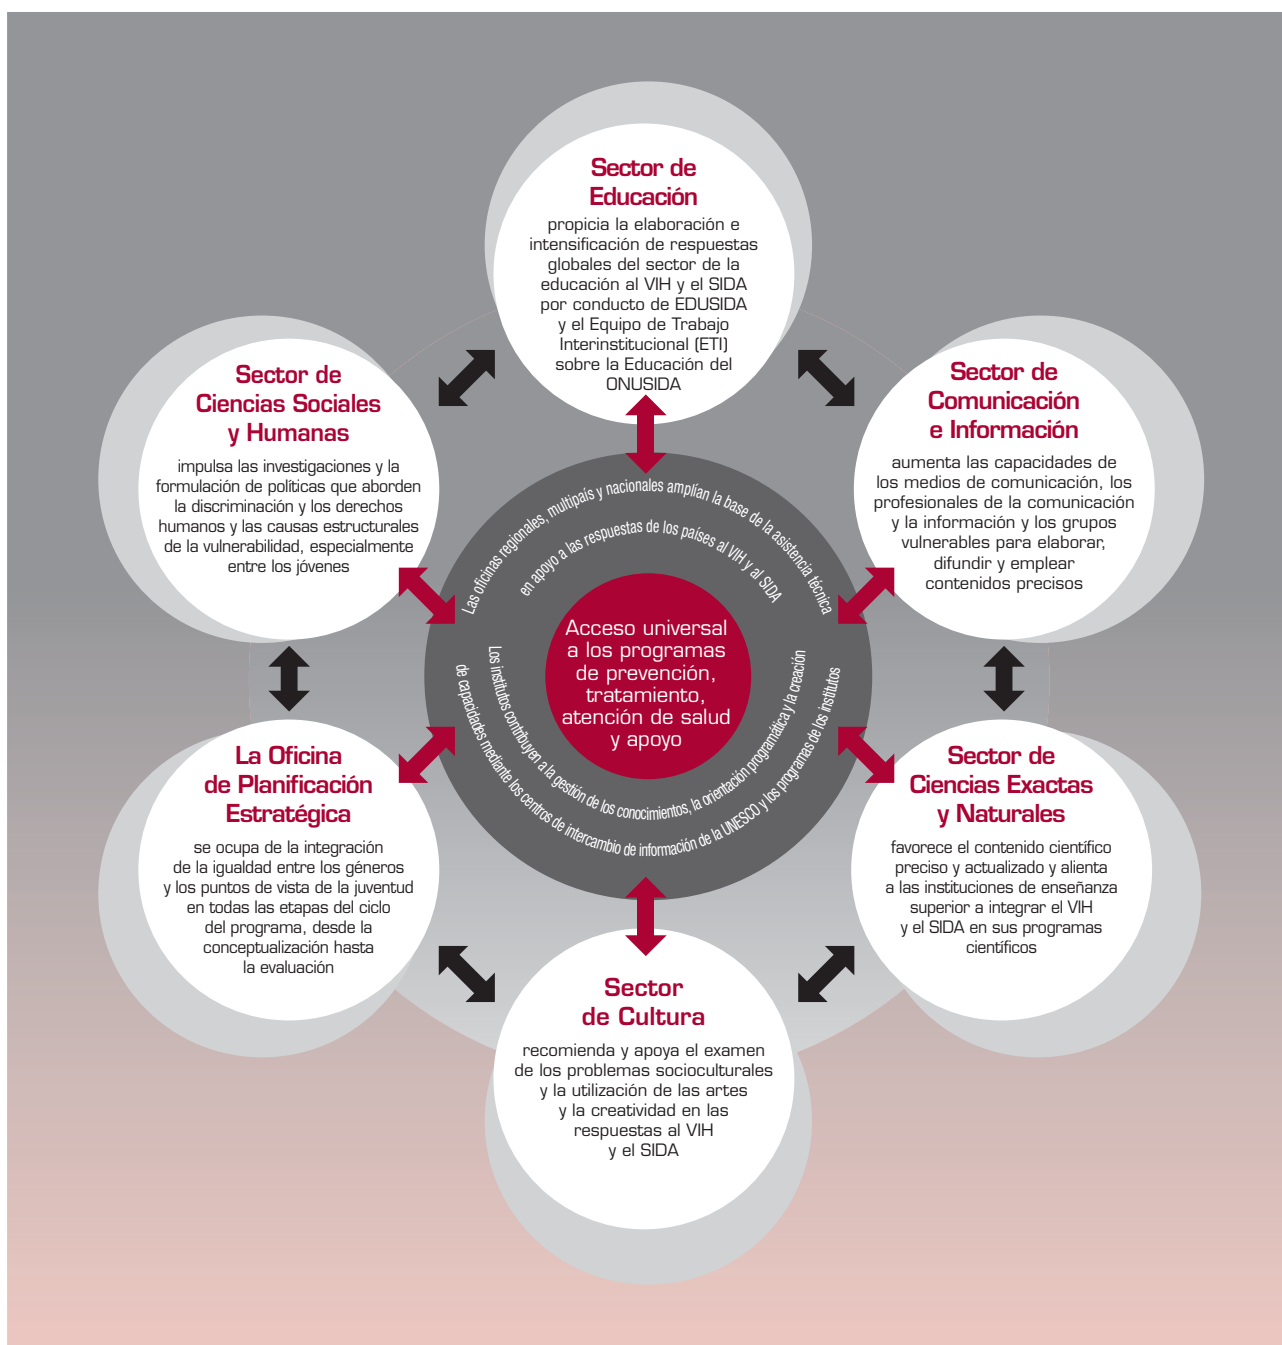 Sector de
Educación
propicia la elaboración e
intensificación de respuestas
globales del sector de la
educación al VIH y el SIDA
por conducto de EDUSIDA
y el Equipo de Trabajo
Interinstitucional (ETI)
sobre la Educación del
ONUSIDA
Sector de
Ciencias Sociales
y Humanas
impulsa las investigaciones y la
formulación de políticas que aborden
la discriminación y los derechos
humanos y las causas estructurales
de la vulnerabilidad, especialmente
entre los jóvenes
Sector de
Comunicación
e Información
aumenta las capacidades de
los medios de comunicación, los
profesionales de la comunicación
y la información y los grupos
vulnerables para elaborar,
difundir y emplear
contenidos precisos
Las oficinas regionales, multipaís y nacionales amplían la base de la asistencia técnica
en apoyo a las respuestas de los países al VIH y al SIDA
Acceso universal
a los programas
de prevención,
tratamiento,
atención de salud
y apoyo
Los institutos contribuyen a la gestión de los conocimientos, la orientación programática y la creación
de capacidades mediante los centros de intercambio de información de la UNESCO y los programas de los institutos
La Oficina
de Planificación
Estratégica
se ocupa de la integración
de la igualdad entre los géneros
y los puntos de vista de la juventud
en todas las etapas del ciclo
del programa, desde la
conceptualización hasta
la evaluación
Sector de
Ciencias Exactas
y Naturales
favorece el contenido científico
preciso y actualizado y alienta
a las instituciones de enseñanza
superior a integrar el VIH
y el SIDA en sus programas
científicos
Sector
de Cultura
recomienda y apoya el examen
de los problemas socioculturales
y la utilización de las artes
y la creatividad en las
respuestas al VIH
y el SIDA